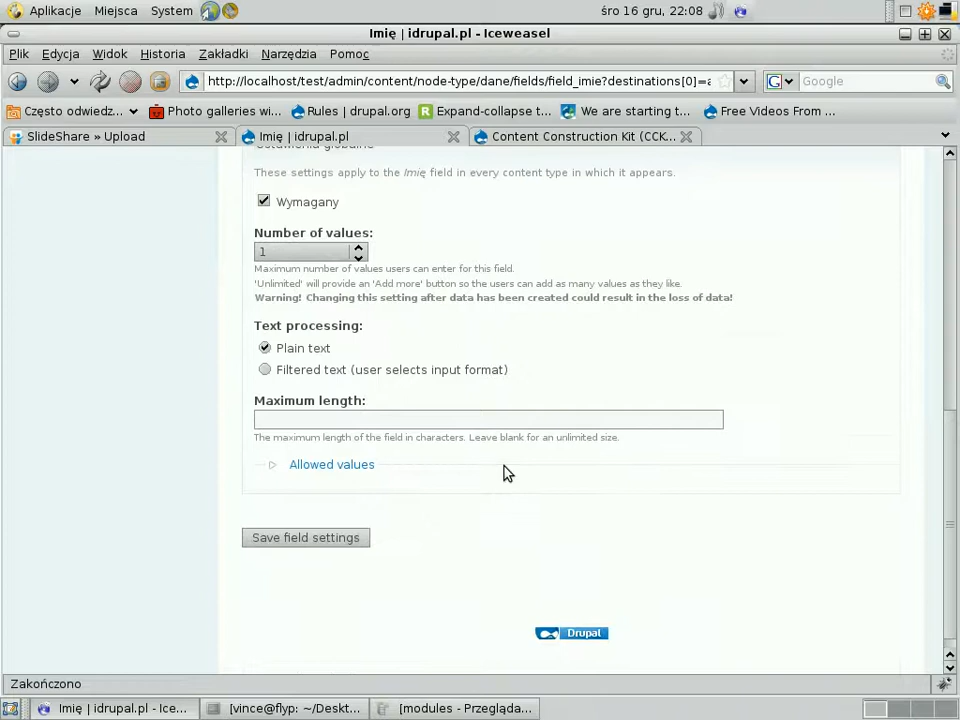 Aplikacje Miejsca System śro 16 gru, 22:08
Imię | idrupal.pl - Iceweasel
Plik Edycja Widok Historia Zakładki Narzędzia Pomoc
http://localhost/test/admin/content/node-type/dane/fields/field_imie?destinations[0]=a Google
Często odwiedz... Photo galleries wi... Rules | drupal.org Expand-collapse t... We are starting t... Free Videos From ...
SlideShare » Upload Imię | idrupal.pl Content Construction Kit (CCK...
Ustawienia globalne
These settings apply to the Imię field in every content type in which it appears.
Wymagany
Number of values:
1
Maximum number of values users can enter for this field.
'Unlimited' will provide an 'Add more' button so the users can add as many values as they like.
Warning! Changing this setting after data has been created could result in the loss of data!
Text processing:
Plain text
Filtered text (user selects input format)
Maximum length:
The maximum length of the field in characters. Leave blank for an unlimited size.
Allowed values
Save field settings
Drupal
Zakończono
Imię | idrupal.pl - Ice... [vince@flyp: ~/Deskt... [modules - Przegląda...